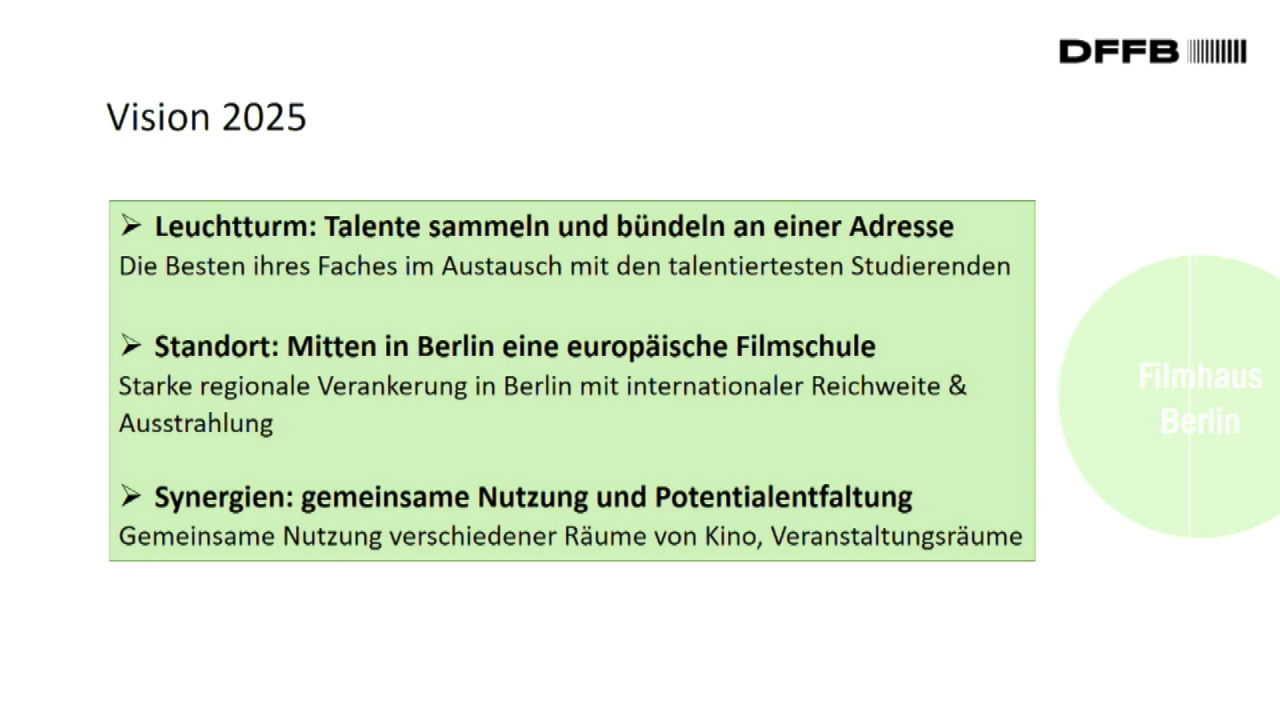 DFFB
Vision 2025
➢ Leuchtturm: Talente sammeln und bündeln an einer Adresse
Die Besten ihres Faches im Austausch mit den talentiertesten Studierenden
➢ Standort: Mitten in Berlin eine europäische Filmschule
Starke regionale Verankerung in Berlin mit internationaler Reichweite &
Ausstrahlung
➢ Synergien: gemeinsame Nutzung und Potentialentfaltung
Gemeinsame Nutzung verschiedener Räume von Kino, Veranstaltungsräume
Filmhaus
Berlin